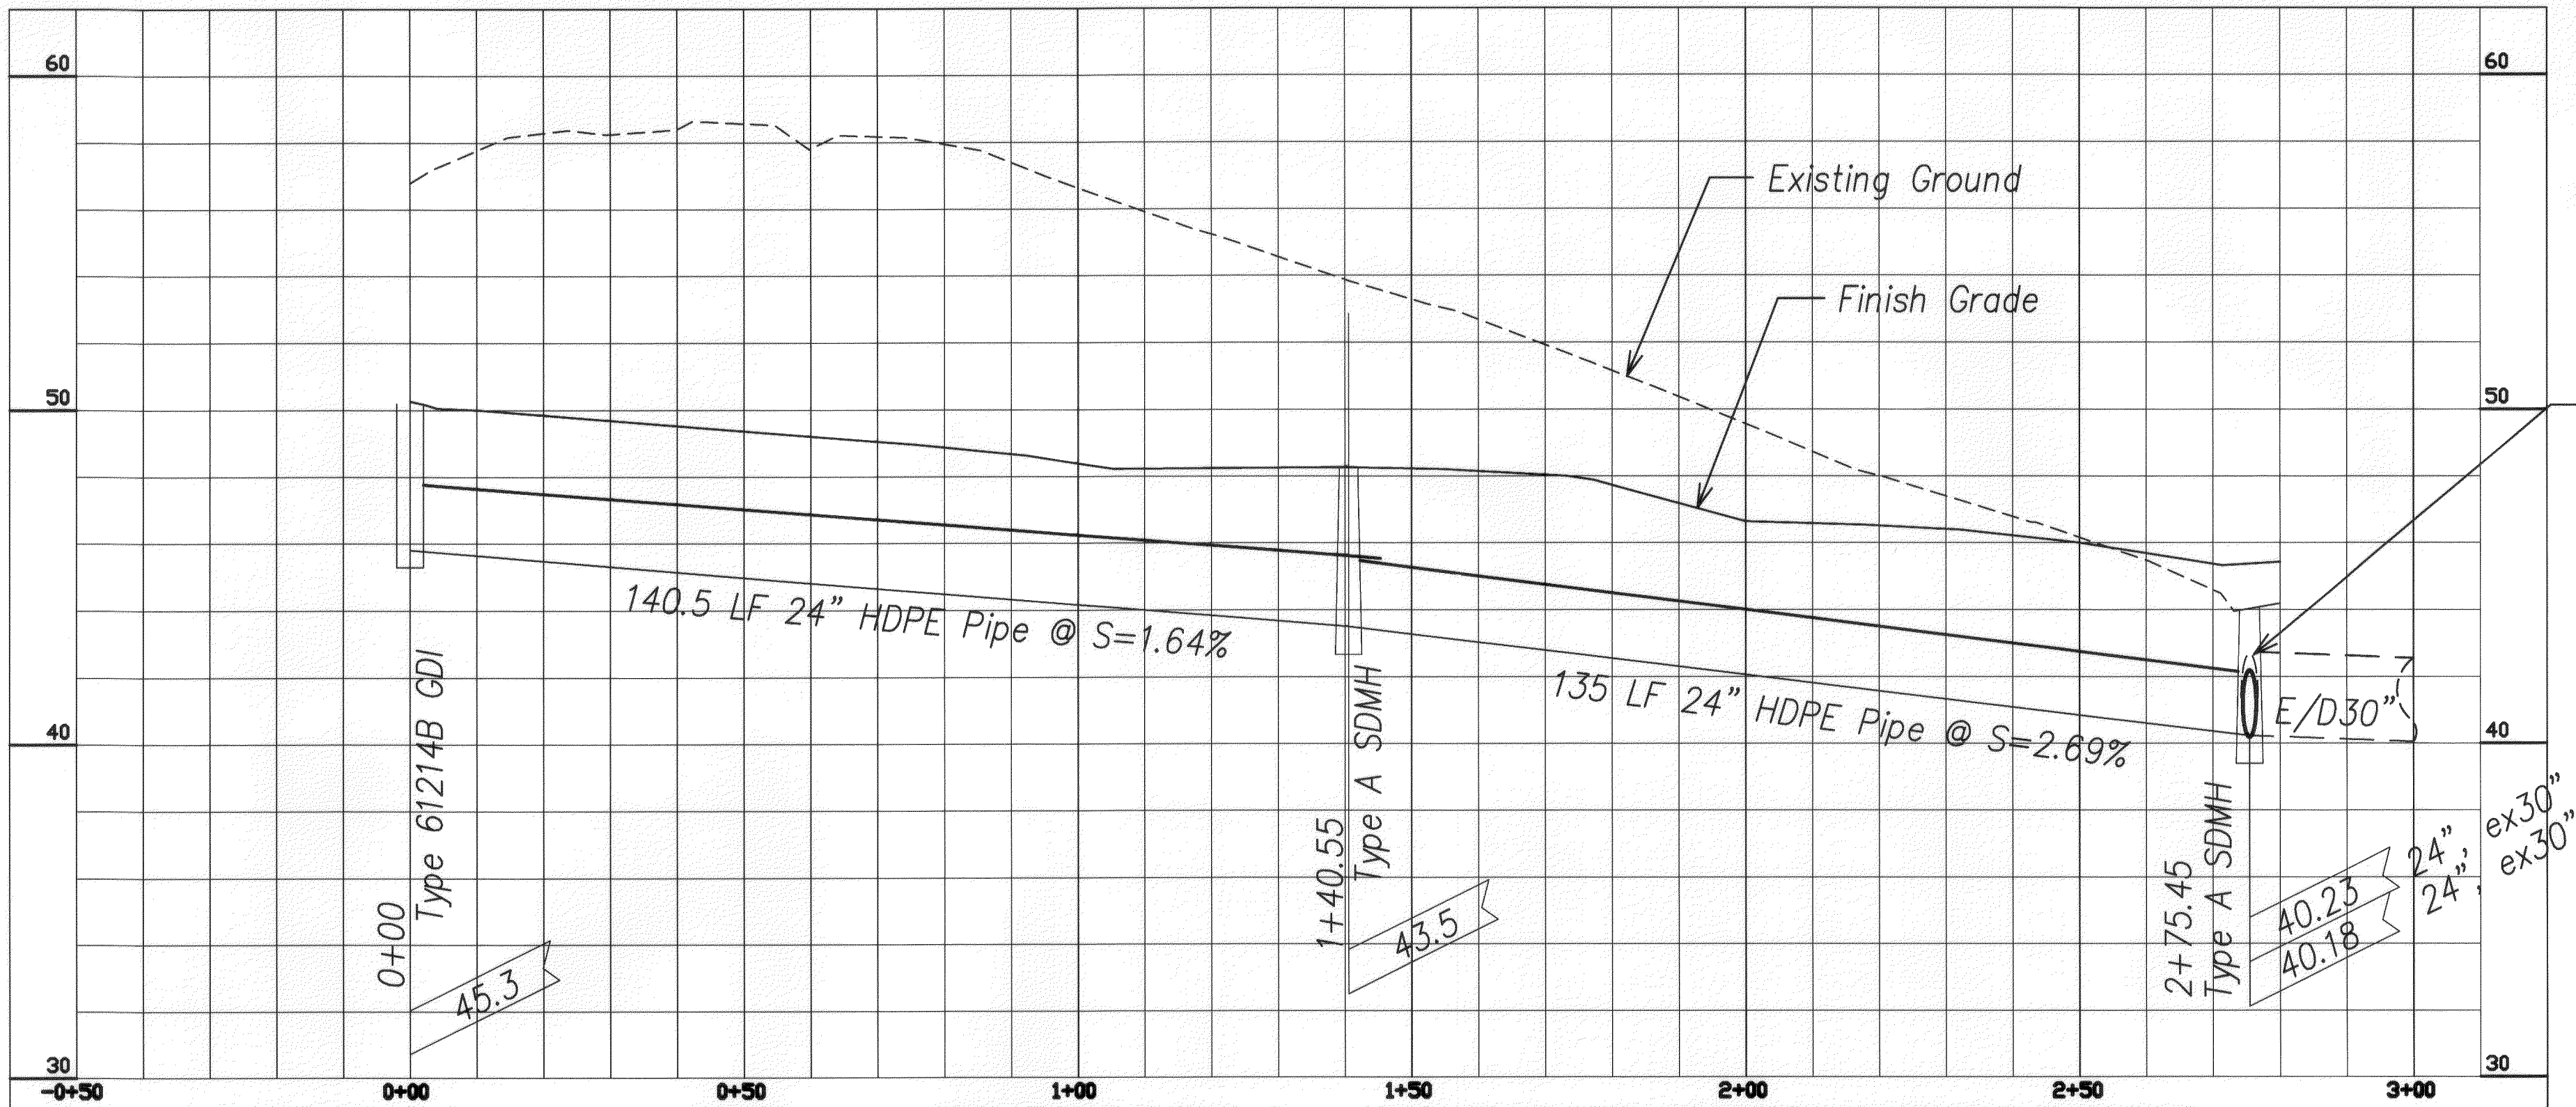 60
60
Existing Ground
Finish Grade
50
50
140.5 LF 24" HDPE Pipe @ S=1.64%
135 LF 24" HDPE Pipe @ S=2.69%
E/D30"
40
40
0+00
Type 61214B GDI
45.3
1+40.55
Type A SDMH
43.5
2+75.45
Type A SDMH
40.23
24", ex30"
40.18
24", ex30"
30
30
-0+50
0+00
0+50
1+00
1+50
2+00
2+50
3+00